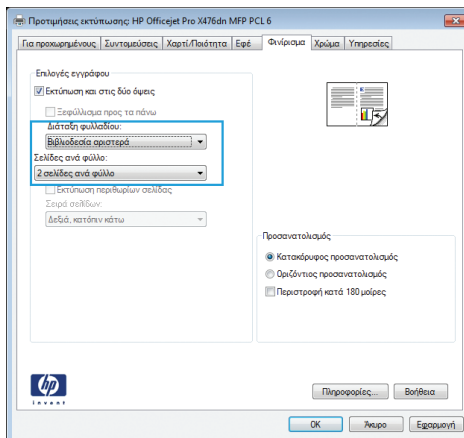 Προτιμήσεις εκτύπωσης: HP Officejet Pro X476dn MFP PCL 6
Για προχωρημένους Συντομεύσεις Χαρτί/Ποιότητα Εφέ Φινίρισμα Χρώμα Υπηρεσίες
Επιλογές εγγράφου
Εκτύπωση και στις δύο όψεις
Ξεφύλλισμα προς τα πάνω
Διάταξη φυλλαδίου:
Βιβλιοδεσία αριστερά
Σελίδες ανά φύλλο:
2 σελίδες ανά φύλλο
Εκτύπωση περιθωρίων σελίδας
Σειρά σελίδων:
Δεξιά, κατόπιν κάτω
Προσανατολισμός
Κατακόρυφος προσανατολισμός
Οριζόντιος προσανατολισμός
Περιστροφή κατά 180 μοίρες
hp
invent
Πληροφορίες... Βοήθεια
OK Άκυρο Εφαρμογή